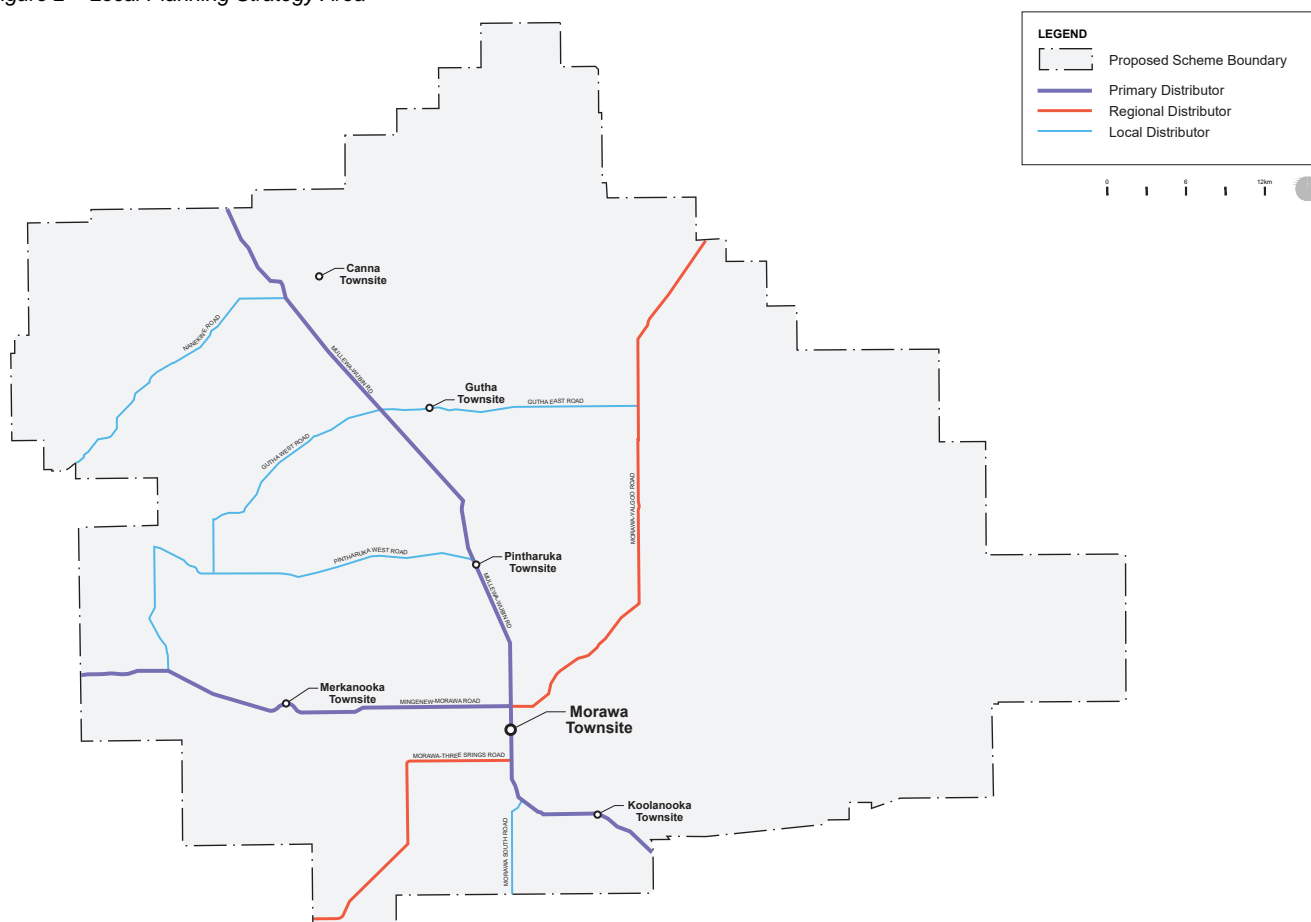 Figure 2 – Local Planning Strategy Area
LEGEND
Proposed Scheme Boundary
Primary Distributor
Regional Distributor
Local Distributor
0
6
12km
Canna
Townsite
NANEKINE ROAD
MULLEWA-WUBIN RD
Gutha
Townsite
GUTHA EAST ROAD
GUTHA WEST ROAD
MORAWA-YALGOO ROAD
PINTHARUKA WEST ROAD
Pintharuka
Townsite
MULLEWA-WUBIN RD
Merkanooka
Townsite
MINGENEW-MORAWA ROAD
Morawa
Townsite
MORAWA-THREE SRINGS ROAD
Koolanooka
Townsite
MORAWA SOUTH ROAD